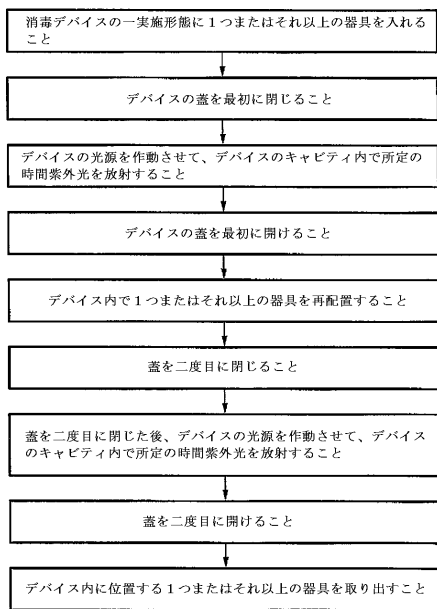 消毒デバイスの一実施形態に１つまたはそれ以上の器具を入れる
こと
デバイスの蓋を最初に閉じること
デバイスの光源を作動させて、デバイスのキャビティ内で所定の
時間紫外光を放射すること
デバイスの蓋を最初に開けること
デバイス内で１つまたはそれ以上の器具を再配置すること
蓋を二度目に閉じること
蓋を二度目に閉じた後、デバイスの光源を作動させて、デバイス
のキャビティ内で所定の時間紫外光を放射すること
蓋を二度目に開けること
デバイス内に位置する１つまたはそれ以上の器具を取り出すこと